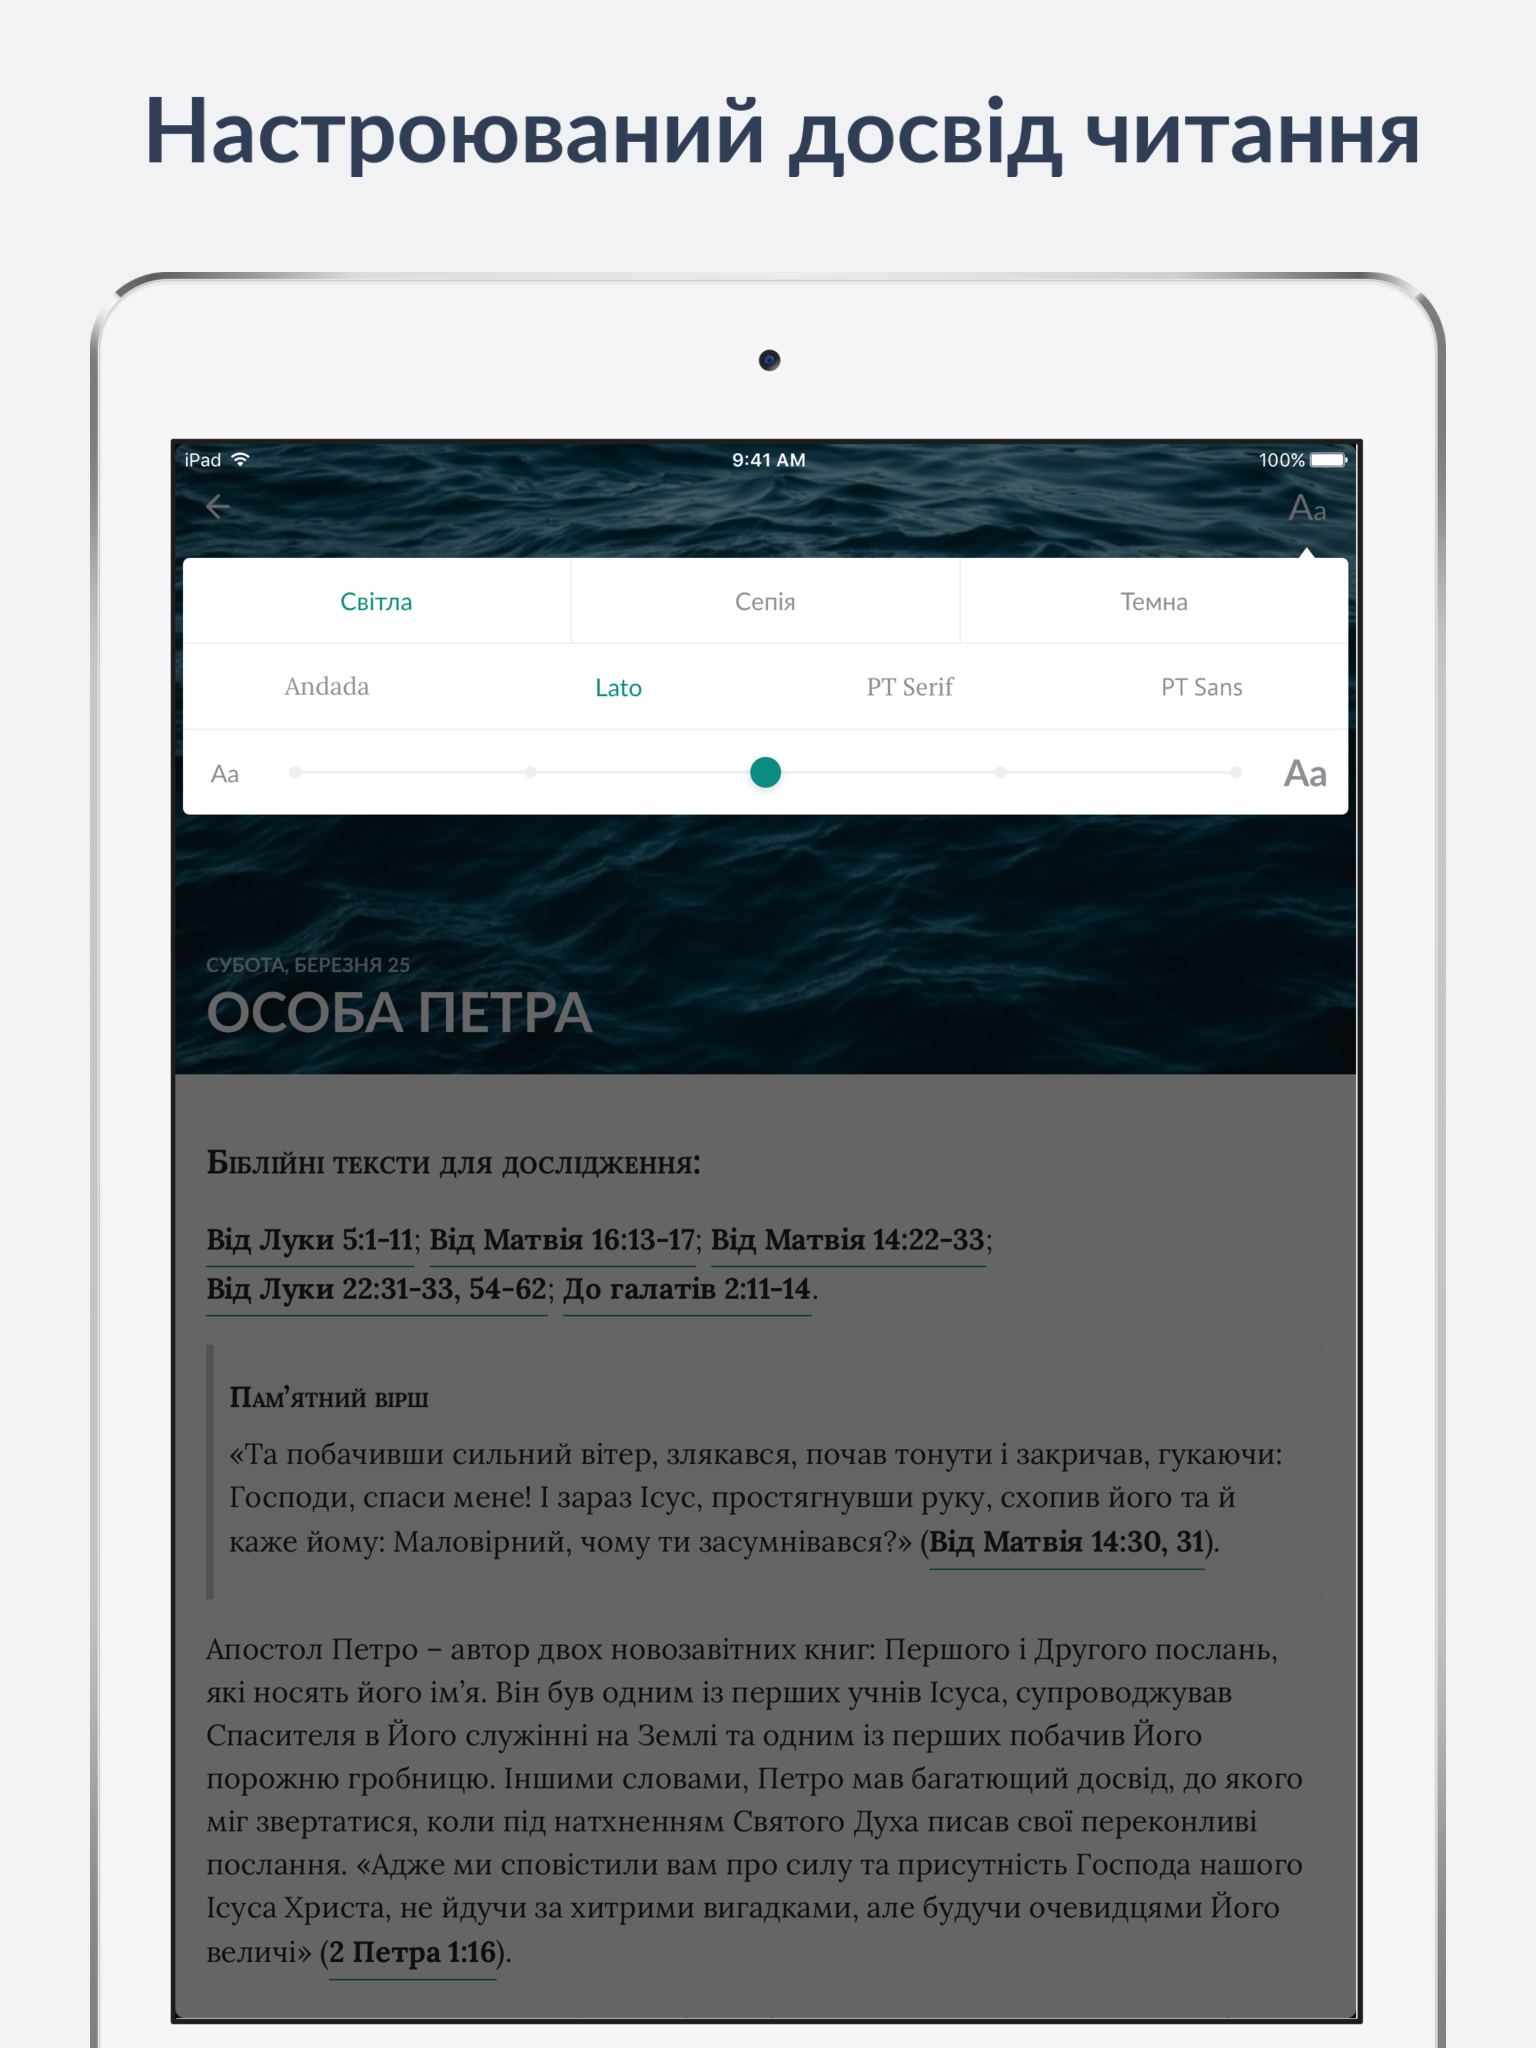 Настроюваний досвід читання
iPad 9:41 AM 100%
Aa
Світла Сепія Темна
Andada Lato PT Serif PT Sans
Aa Aa
СУБОТА, БЕРЕЗНЯ 25
ОСОБА ПЕТРА
Біблійні тексти для дослідження:
Від Луки 5:1–11; Від Матвія 16:13–17; Від Матвія 14:22–33;
Від Луки 22:31–33, 54–62; До галатів 2:11–14.
Пам’ятний вірш
«Та побачивши сильний вітер, злякався, почав тонути і закричав, гукаючи:
Господи, спаси мене! І зараз Ісус, простягнувши руку, схопив його та й
каже йому: Маловірний, чому ти засумнівався?» (Від Матвія 14:30, 31).
Апостол Петро – автор двох новозавітних книг: Першого і Другого послань,
які носять його ім’я. Він був одним із перших учнів Ісуса, супроводжував
Спасителя в Його служінні на Землі та одним із перших побачив Його
порожню гробницю. Іншими словами, Петро мав багатющий досвід, до якого
міг звертатися, коли під натхненням Святого Духа писав свої переконливі
послання. «Адже ми сповістили вам про силу та присутність Господа нашого
Ісуса Христа, не йдучи за хитрими вигадками, але будучи очевидцями Його
величі» (2 Петра 1:16).